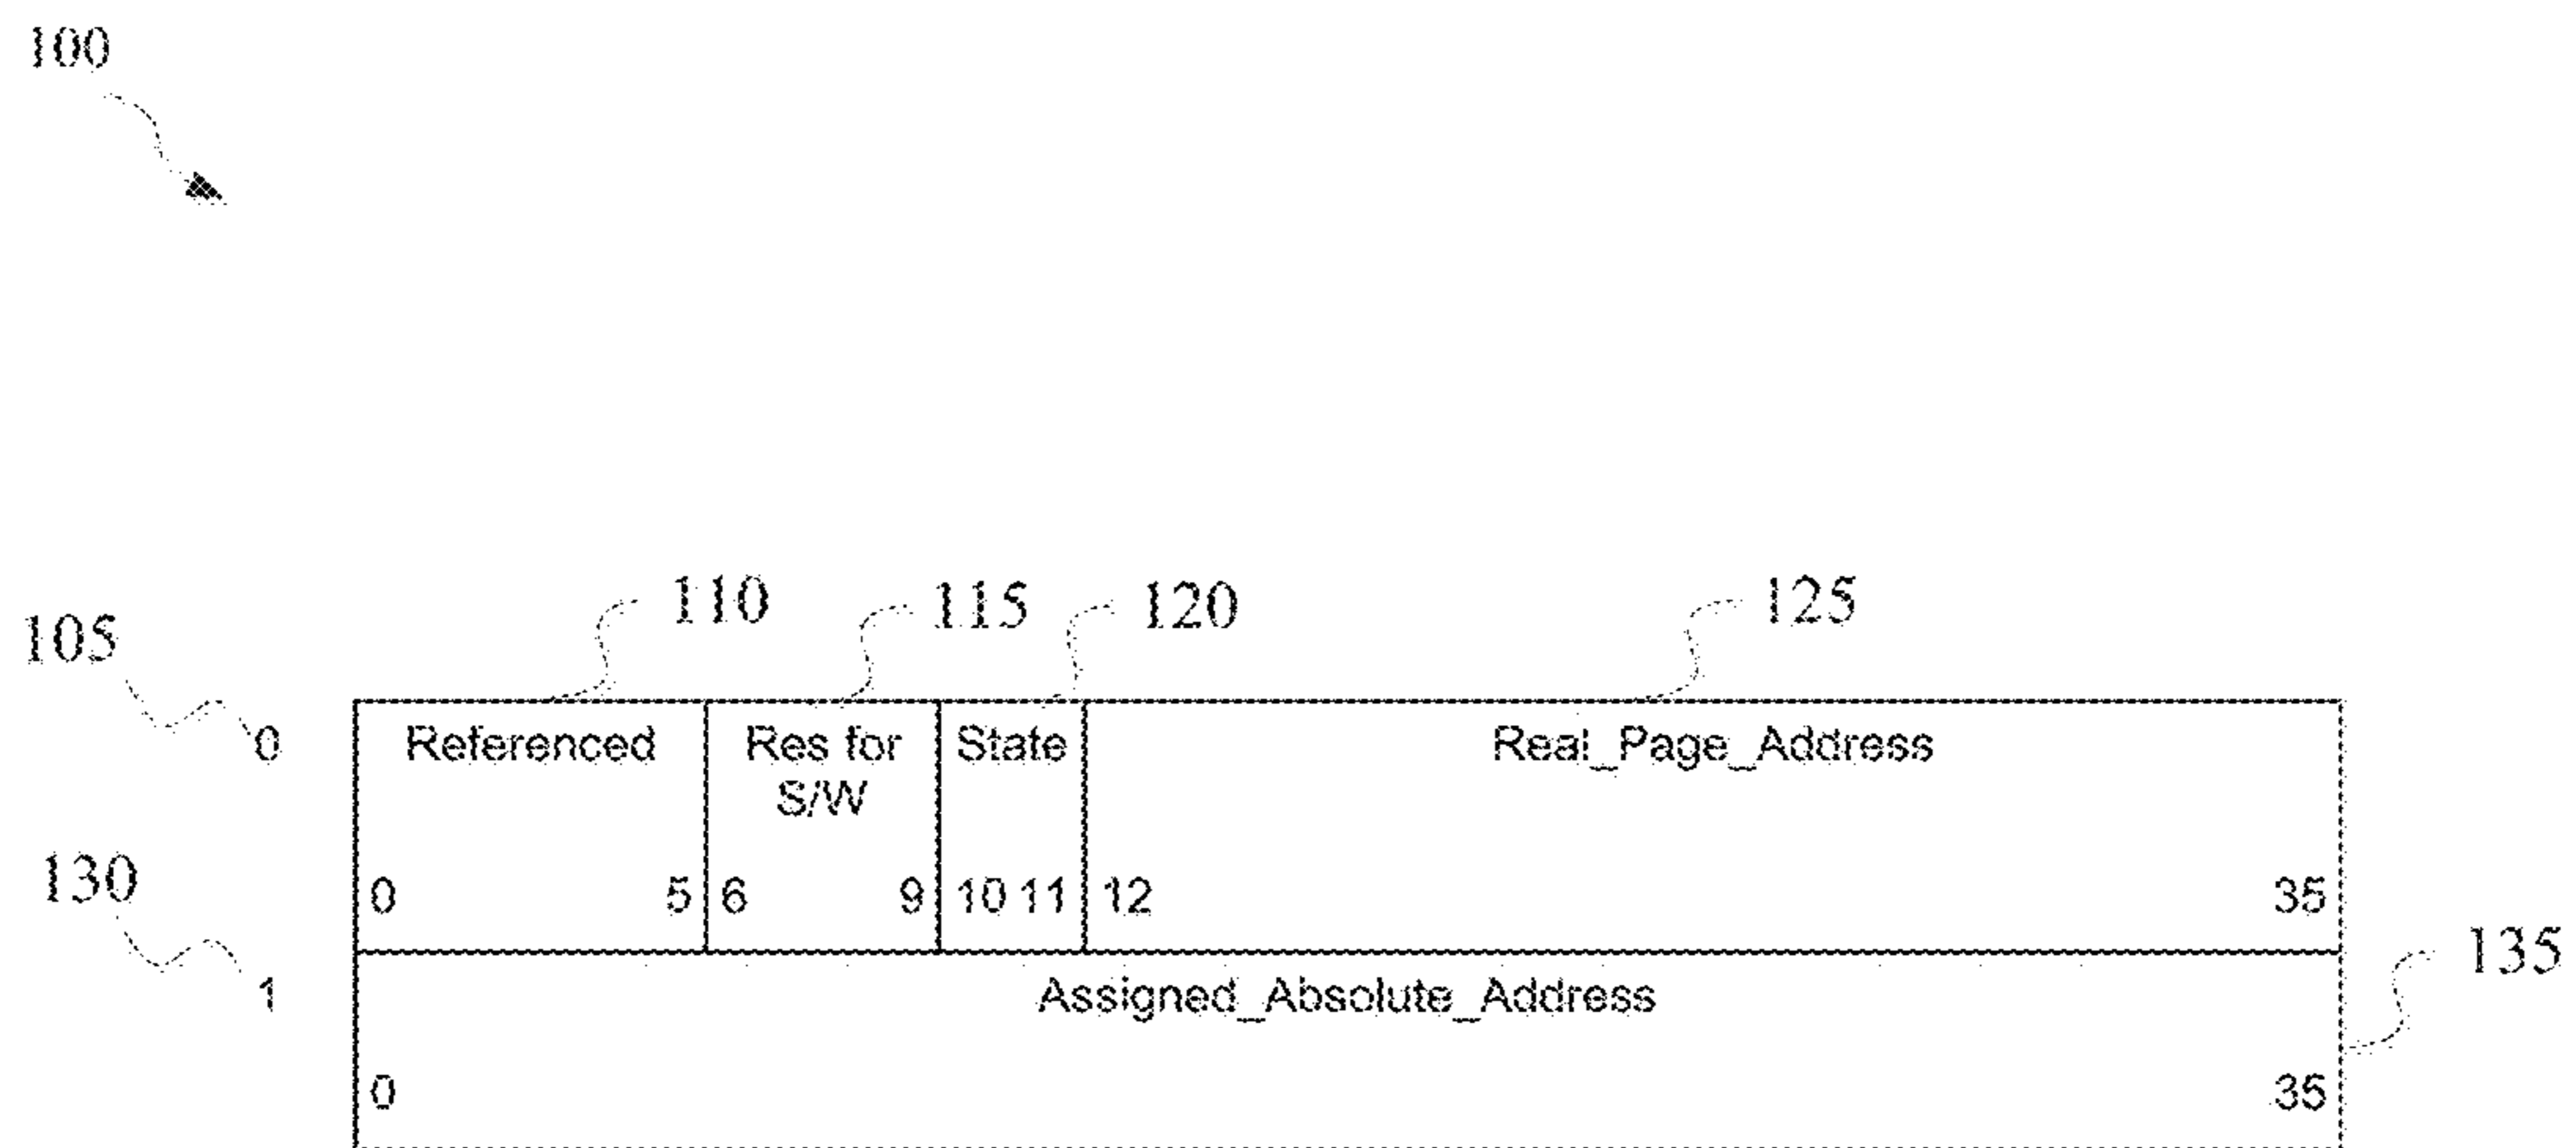 100
110 115 120 125
105
0 Referenced Res for State Real_Page_Address
S/W
130
0 5 6 9 10 11 12 35
135
1 Assigned_Absolute_Address
0 35